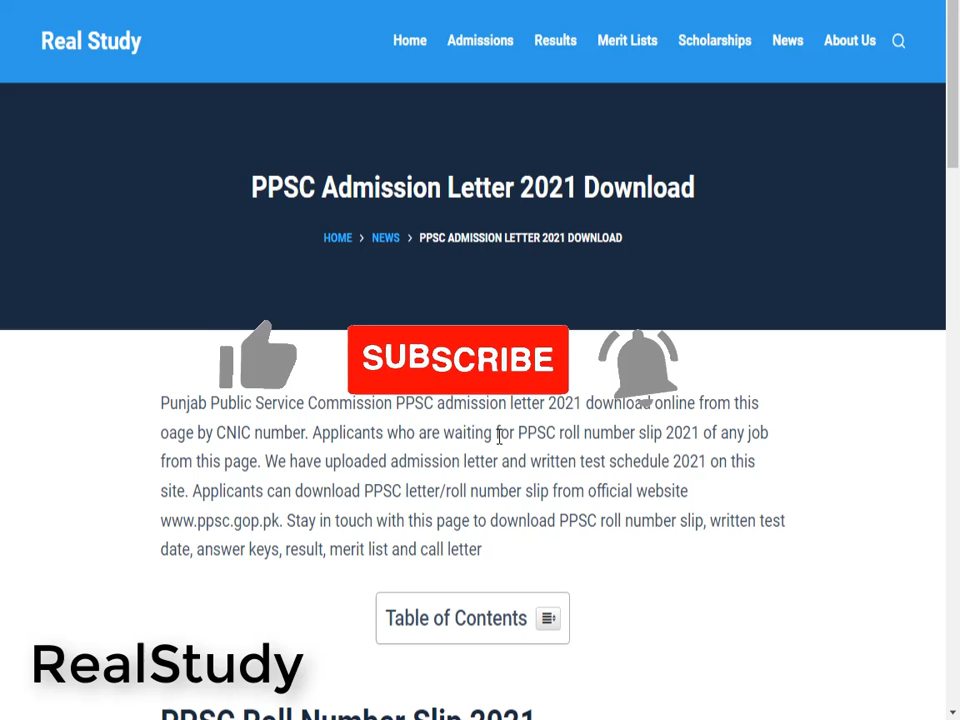 Real Study
Home Admissions Results Merit Lists Scholarships News About Us
PPSC Admission Letter 2021 Download
HOME > NEWS > PPSC ADMISSION LETTER 2021 DOWNLOAD
SUBSCRIBE
Punjab Public Service Commission PPSC admission letter 2021 download online from this
oage by CNIC number. Applicants who are waiting for PPSC roll number slip 2021 of any job
from this page. We have uploaded admission letter and written test schedule 2021 on this
site. Applicants can download PPSC letter/roll number slip from official website
www.ppsc.gop.pk. Stay in touch with this page to download PPSC roll number slip, written test
date, answer keys, result, merit list and call letter
Table of Contents
RealStudy
PPSC Roll Number Slip 2021